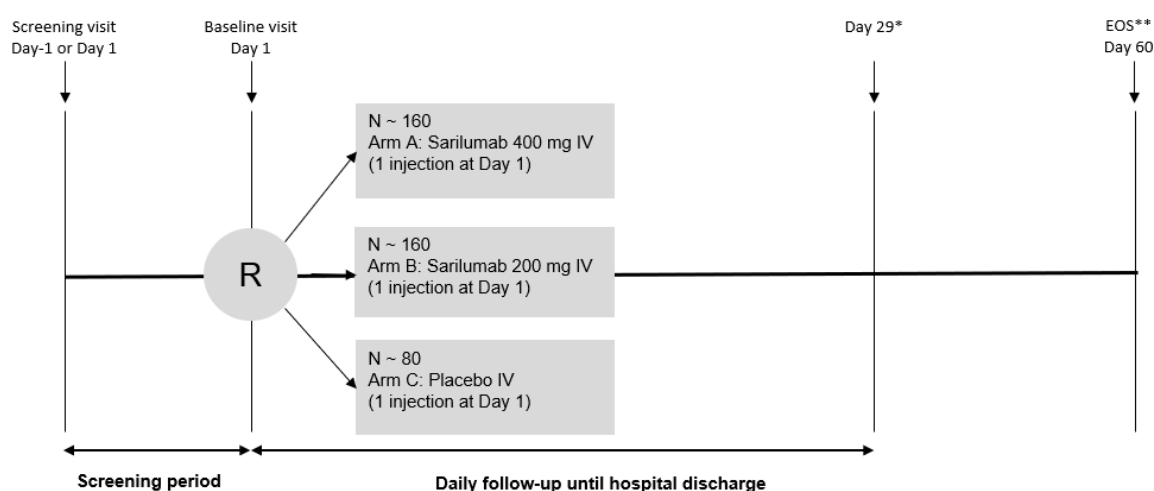 Screening visit
Day-1 or Day 1
Baseline visit
Day 1
Day 29*
EOS**
Day 60
N ~ 160
Arm A: Sarilumab 400 mg IV
(1 injection at Day 1)
R
N ~ 160
Arm B: Sarilumab 200 mg IV
(1 injection at Day 1)
N ~ 80
Arm C: Placebo IV
(1 injection at Day 1)
Screening period
Daily follow-up until hospital discharge